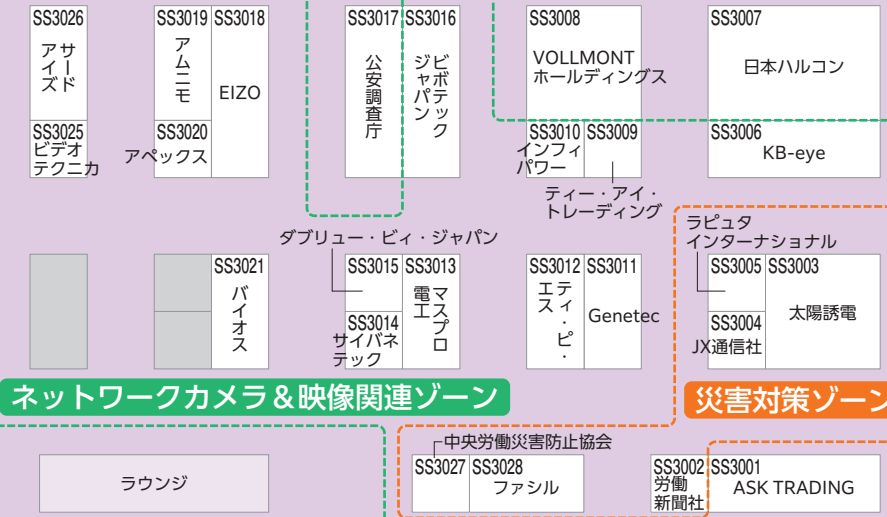 SS3026
サード
アイズ
SS3025
ビデオ
テクニカ
SS3019
アムニモ
SS3018
EIZO
SS3020
アペックス
SS3017
公安調査庁
SS3016
ビボテック
ジャパン
SS3008
VOLLMONT
ホールディングス
SS3007
日本ハルコン
SS3010
インフィ
パワー
SS3009
ティー・アイ・
トレーディング
SS3006
KB-eye
SS3021
バイオス
ダブリュー・ビィ・ジャパン
SS3015
SS3013
マスプロ
電工
SS3014
サイバネ
テック
SS3012
ティ・ピ・
エス
SS3011
Genetec
ラピュタ
インターナショナル
SS3005
SS3003
太陽誘電
SS3004
JX通信社
ネットワークカメラ&映像関連ゾーン
災害対策ゾーン
ラウンジ
中央労働災害防止協会
SS3027
SS3028
ファシル
SS3002
労働
新聞社
SS3001
ASK TRADING